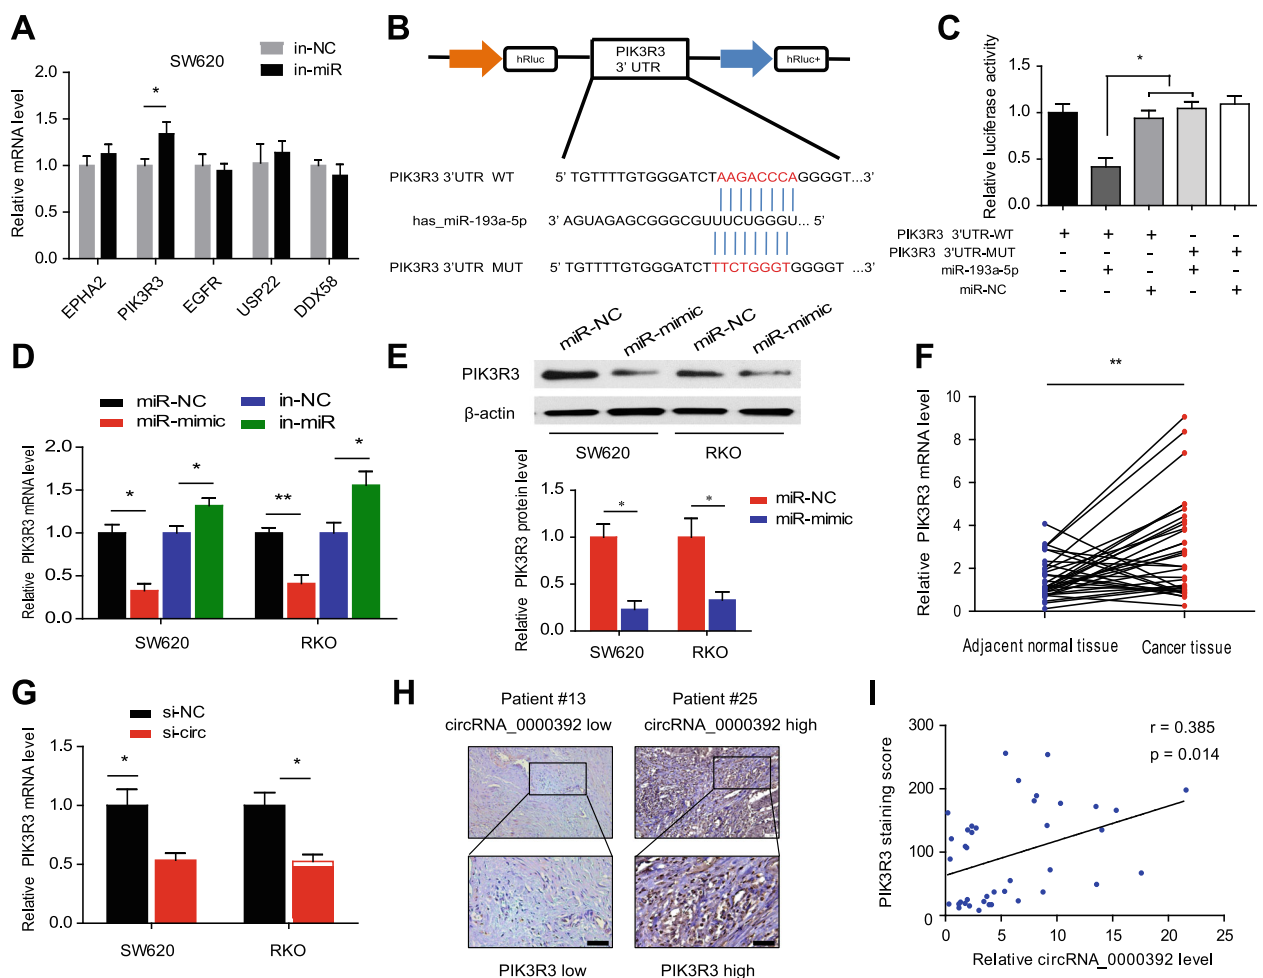 A
SW620
in-NC
in-miR
Relative mRNA level
2.0
1.5
1.0
0.5
0.0
*
EPHA2
PIK3R3
EGFR
USP22
DDX58
B
hRluc
PIK3R3
3' UTR
hRluc+
PIK3R3 3'UTR WT 5' TGTTTTGTGGGATCTAAGACCCAGGGGT...3'
has_miR-193a-5p 3' AGUAGAGCGGGCGUUUCUGGGU... 5'
PIK3R3 3'UTR MUT 5' TGTTTTGTGGGATCTTTCTGGGTGGGGT ...3'
C
Relative luciferase activity
1.5
1.0
0.5
0.0
*
PIK3R3 3'UTR-WT + + + - -
PIK3R3 3'UTR-MUT - - - + +
miR-193a-5p - + - + -
miR-NC - - + - +
D
miR-NC
miR-mimic
in-NC
in-miR
Relative PIK3R3 mRNA level
2.0
1.5
1.0
0.5
0.0
* * ** *
SW620
RKO
E
miR-NC miR-mimic miR-NC miR-mimic
PIK3R3
β-actin
SW620
RKO
Relative PIK3R3 protein level
1.5
1.0
0.5
0.0
* *
miR-NC
miR-mimic
SW620
RKO
F
**
Relative PIK3R3 mRNA level
10
8
6
4
2
0
Adjacent normal tissue
Cancer tissue
G
si-NC
si-circ
Relative PIK3R3 mRNA level
1.5
1.0
0.5
0.0
* *
SW620
RKO
H
Patient #13
circRNA_0000392 low
Patient #25
circRNA_0000392 high
PIK3R3 low
PIK3R3 high
I
r = 0.385
p = 0.014
PIK3R3 staining score
300
200
100
0
0 5 10 15 20 25
Relative circRNA_0000392 level